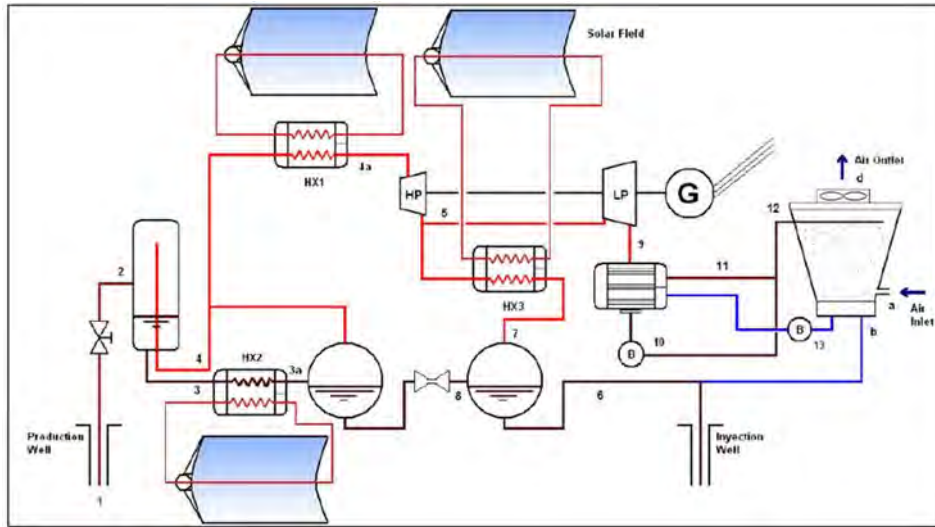 Solar Field
HX1
4a
HP
LP
G
Air Outlet
d
12
5
2
9
11
HX3
a
Air
Inlet
B
13
b
10
B
7
4
HX2
3a
3
8
6
Production
Well
Inyection
Well
1